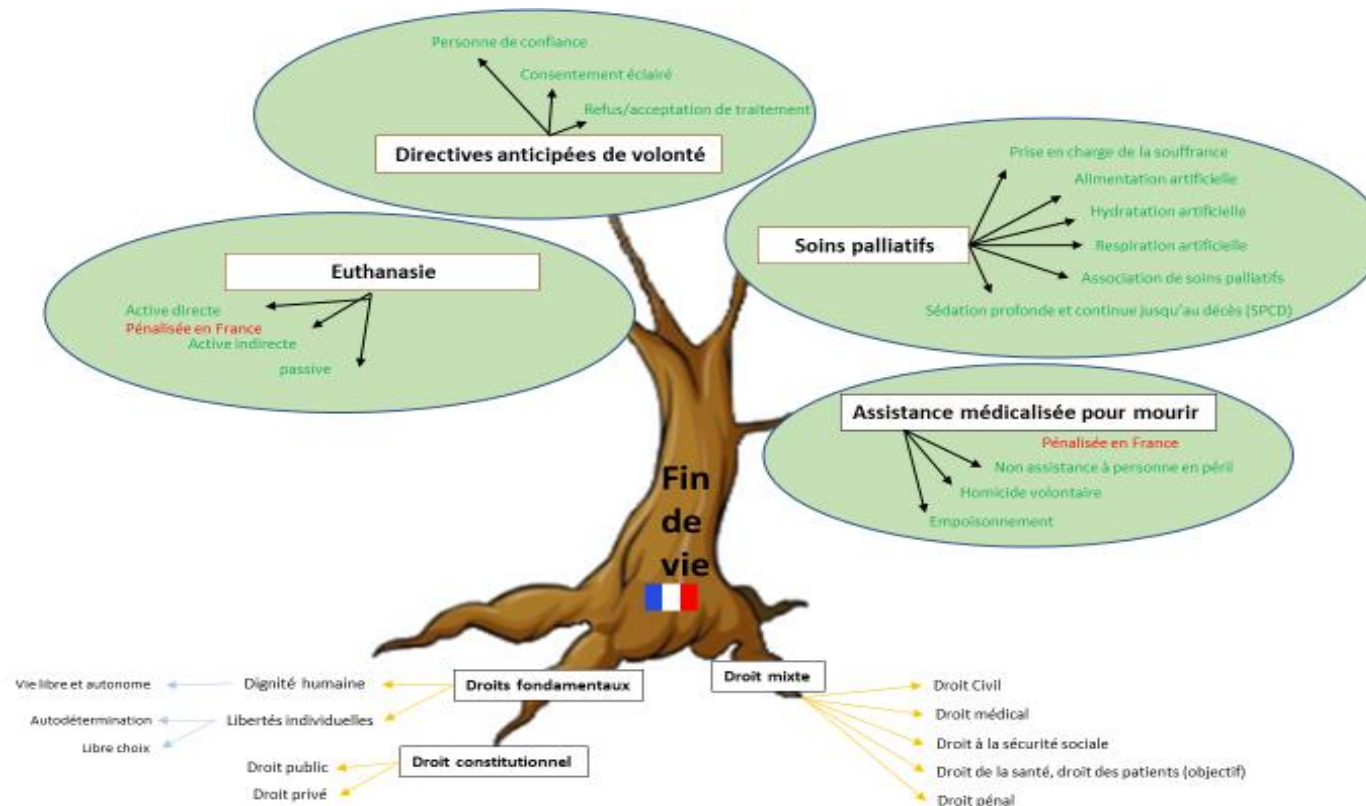 Personne de confiance
Consentement éclairé
Refus/acceptation de traitement
Directives anticipées de volonté
Prise en charge de la souffrance
Alimentation artificielle
Hydratation artificielle
Soins palliatifs
Respiration artificielle
Association de soins palliatifs
Sédation profonde et continue jusqu'au décès (SPCD)
Euthanasie
Active directe
Pénalisée en France
Active indirecte
passive
Assistance médicalisée pour mourir
Pénalisée en France
Non assistance à personne en péril
Homicide volontaire
Empoisonnement
Fin
de
vie
Droits fondamentaux
Dignité humaine
Vie libre et autonome
Libertés individuelles
Autodétermination
Libre choix
Droit constitutionnel
Droit public
Droit privé
Droit mixte
Droit Civil
Droit médical
Droit à la sécurité sociale
Droit de la santé, droit des patients (objectif)
Droit pénal